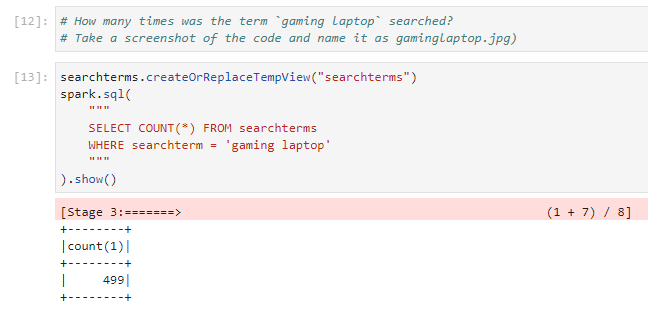 [12]: # How many times was the term `gaming laptop` searched?
# Take a screenshot of the code and name it as gaminglaptop.jpg)
[13]: searchterms.createOrReplaceTempView("searchterms")
spark.sql(
    """
    SELECT COUNT(*) FROM searchterms
    WHERE searchterm = 'gaming laptop'
    """
).show()
[Stage 3:=======>                                                   (1 + 7) / 8]
+--------+
|count(1)|
+--------+
|     499|
+--------+